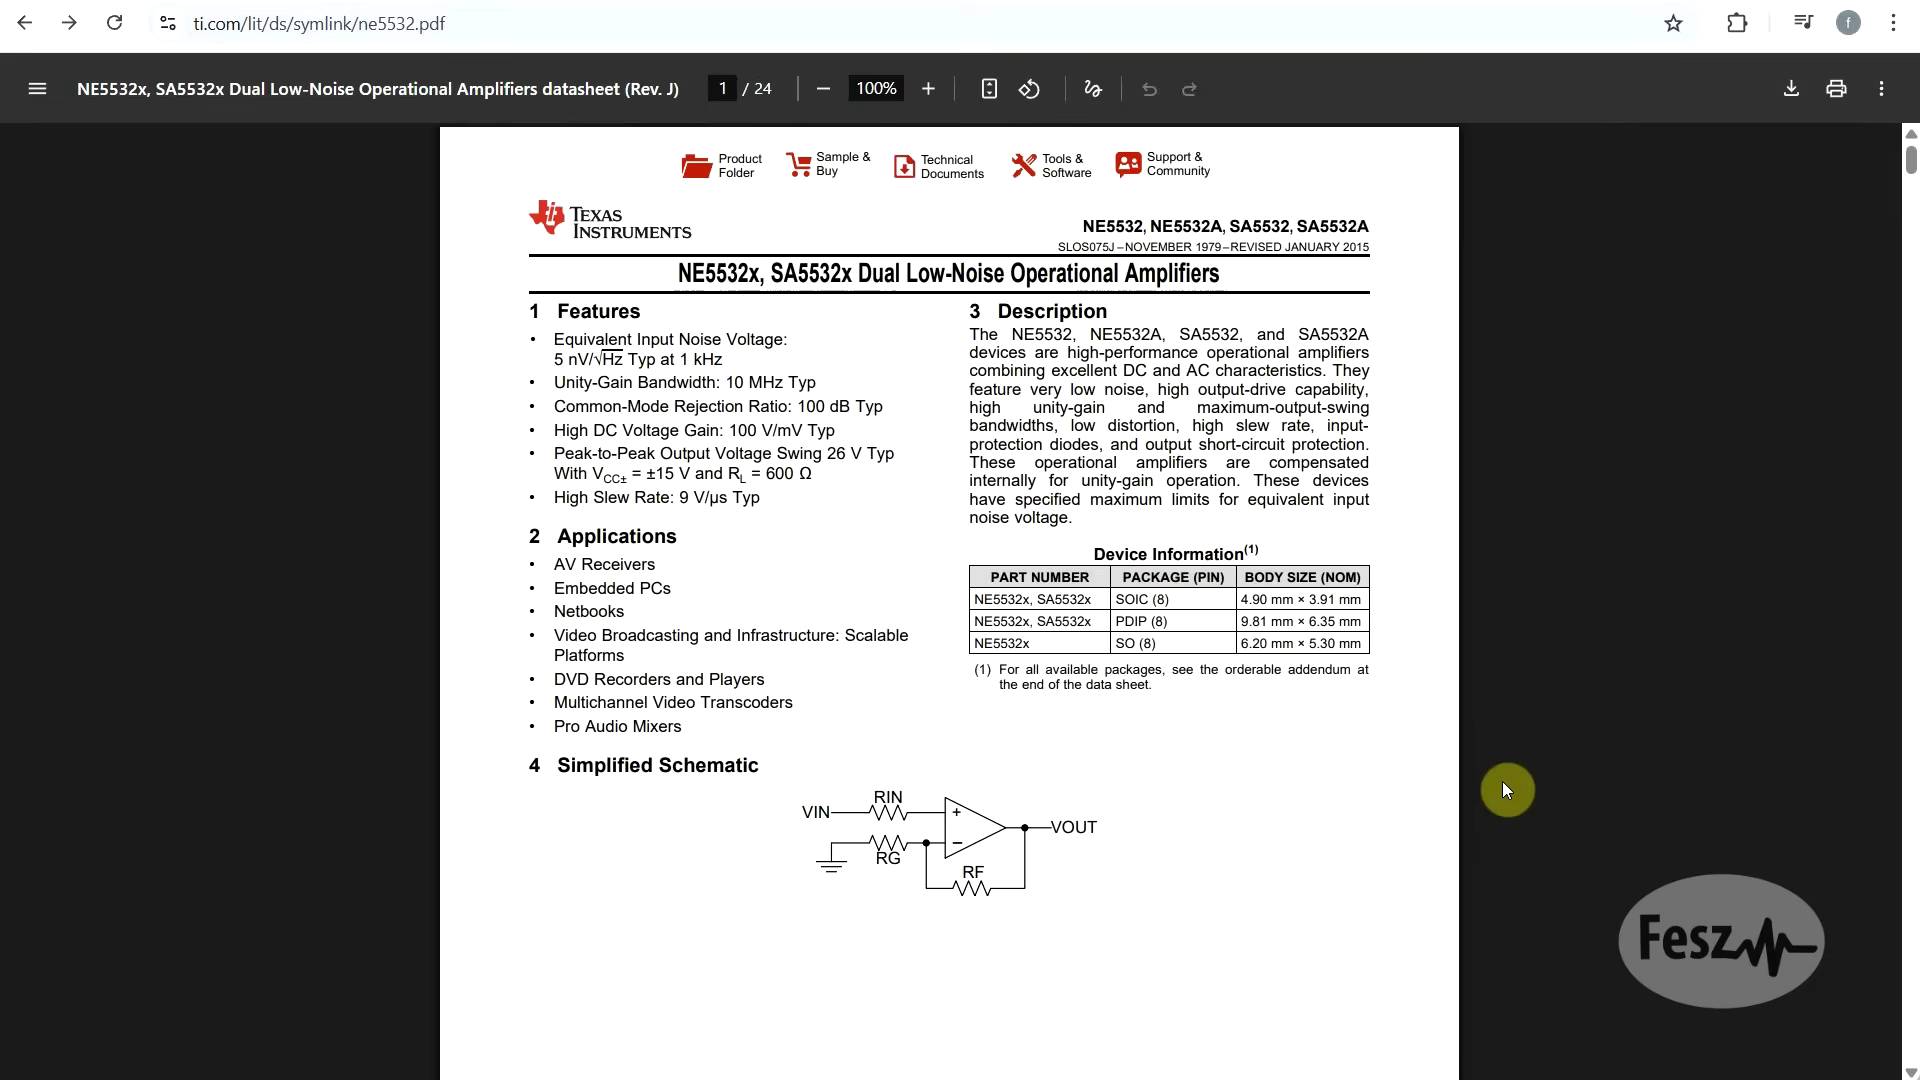 ti.com/lit/ds/symlink/ne5532.pdf
f
NE5532x, SA5532x Dual Low-Noise Operational Amplifiers datasheet (Rev. J)
1 / 24
100%
Product
Folder
Sample &
Buy
Technical
Documents
Tools &
Software
Support &
Community
TEXAS
INSTRUMENTS
NE5532, NE5532A, SA5532, SA5532A
SLOS075J – NOVEMBER 1979 – REVISED JANUARY 2015
NE5532x, SA5532x Dual Low-Noise Operational Amplifiers
1 Features
• Equivalent Input Noise Voltage:
5 nV/√Hz Typ at 1 kHz
• Unity-Gain Bandwidth: 10 MHz Typ
• Common-Mode Rejection Ratio: 100 dB Typ
• High DC Voltage Gain: 100 V/mV Typ
• Peak-to-Peak Output Voltage Swing 26 V Typ
With VCC± = ±15 V and RL = 600 Ω
• High Slew Rate: 9 V/μs Typ
2 Applications
• AV Receivers
• Embedded PCs
• Netbooks
• Video Broadcasting and Infrastructure: Scalable
Platforms
• DVD Recorders and Players
• Multichannel Video Transcoders
• Pro Audio Mixers
3 Description
The NE5532, NE5532A, SA5532, and SA5532A
devices are high-performance operational amplifiers
combining excellent DC and AC characteristics. They
feature very low noise, high output-drive capability,
high unity-gain and maximum-output-swing
bandwidths, low distortion, high slew rate, input-
protection diodes, and output short-circuit protection.
These operational amplifiers are compensated
internally for unity-gain operation. These devices
have specified maximum limits for equivalent input
noise voltage.
Device Information(1)
PART NUMBER PACKAGE (PIN) BODY SIZE (NOM)
NE5532x, SA5532x SOIC (8) 4.90 mm × 3.91 mm
NE5532x, SA5532x PDIP (8) 9.81 mm × 6.35 mm
NE5532x SO (8) 6.20 mm × 5.30 mm
(1) For all available packages, see the orderable addendum at
the end of the data sheet.
4 Simplified Schematic
RIN
VIN
+
VOUT
−
RG
RF
Fesz